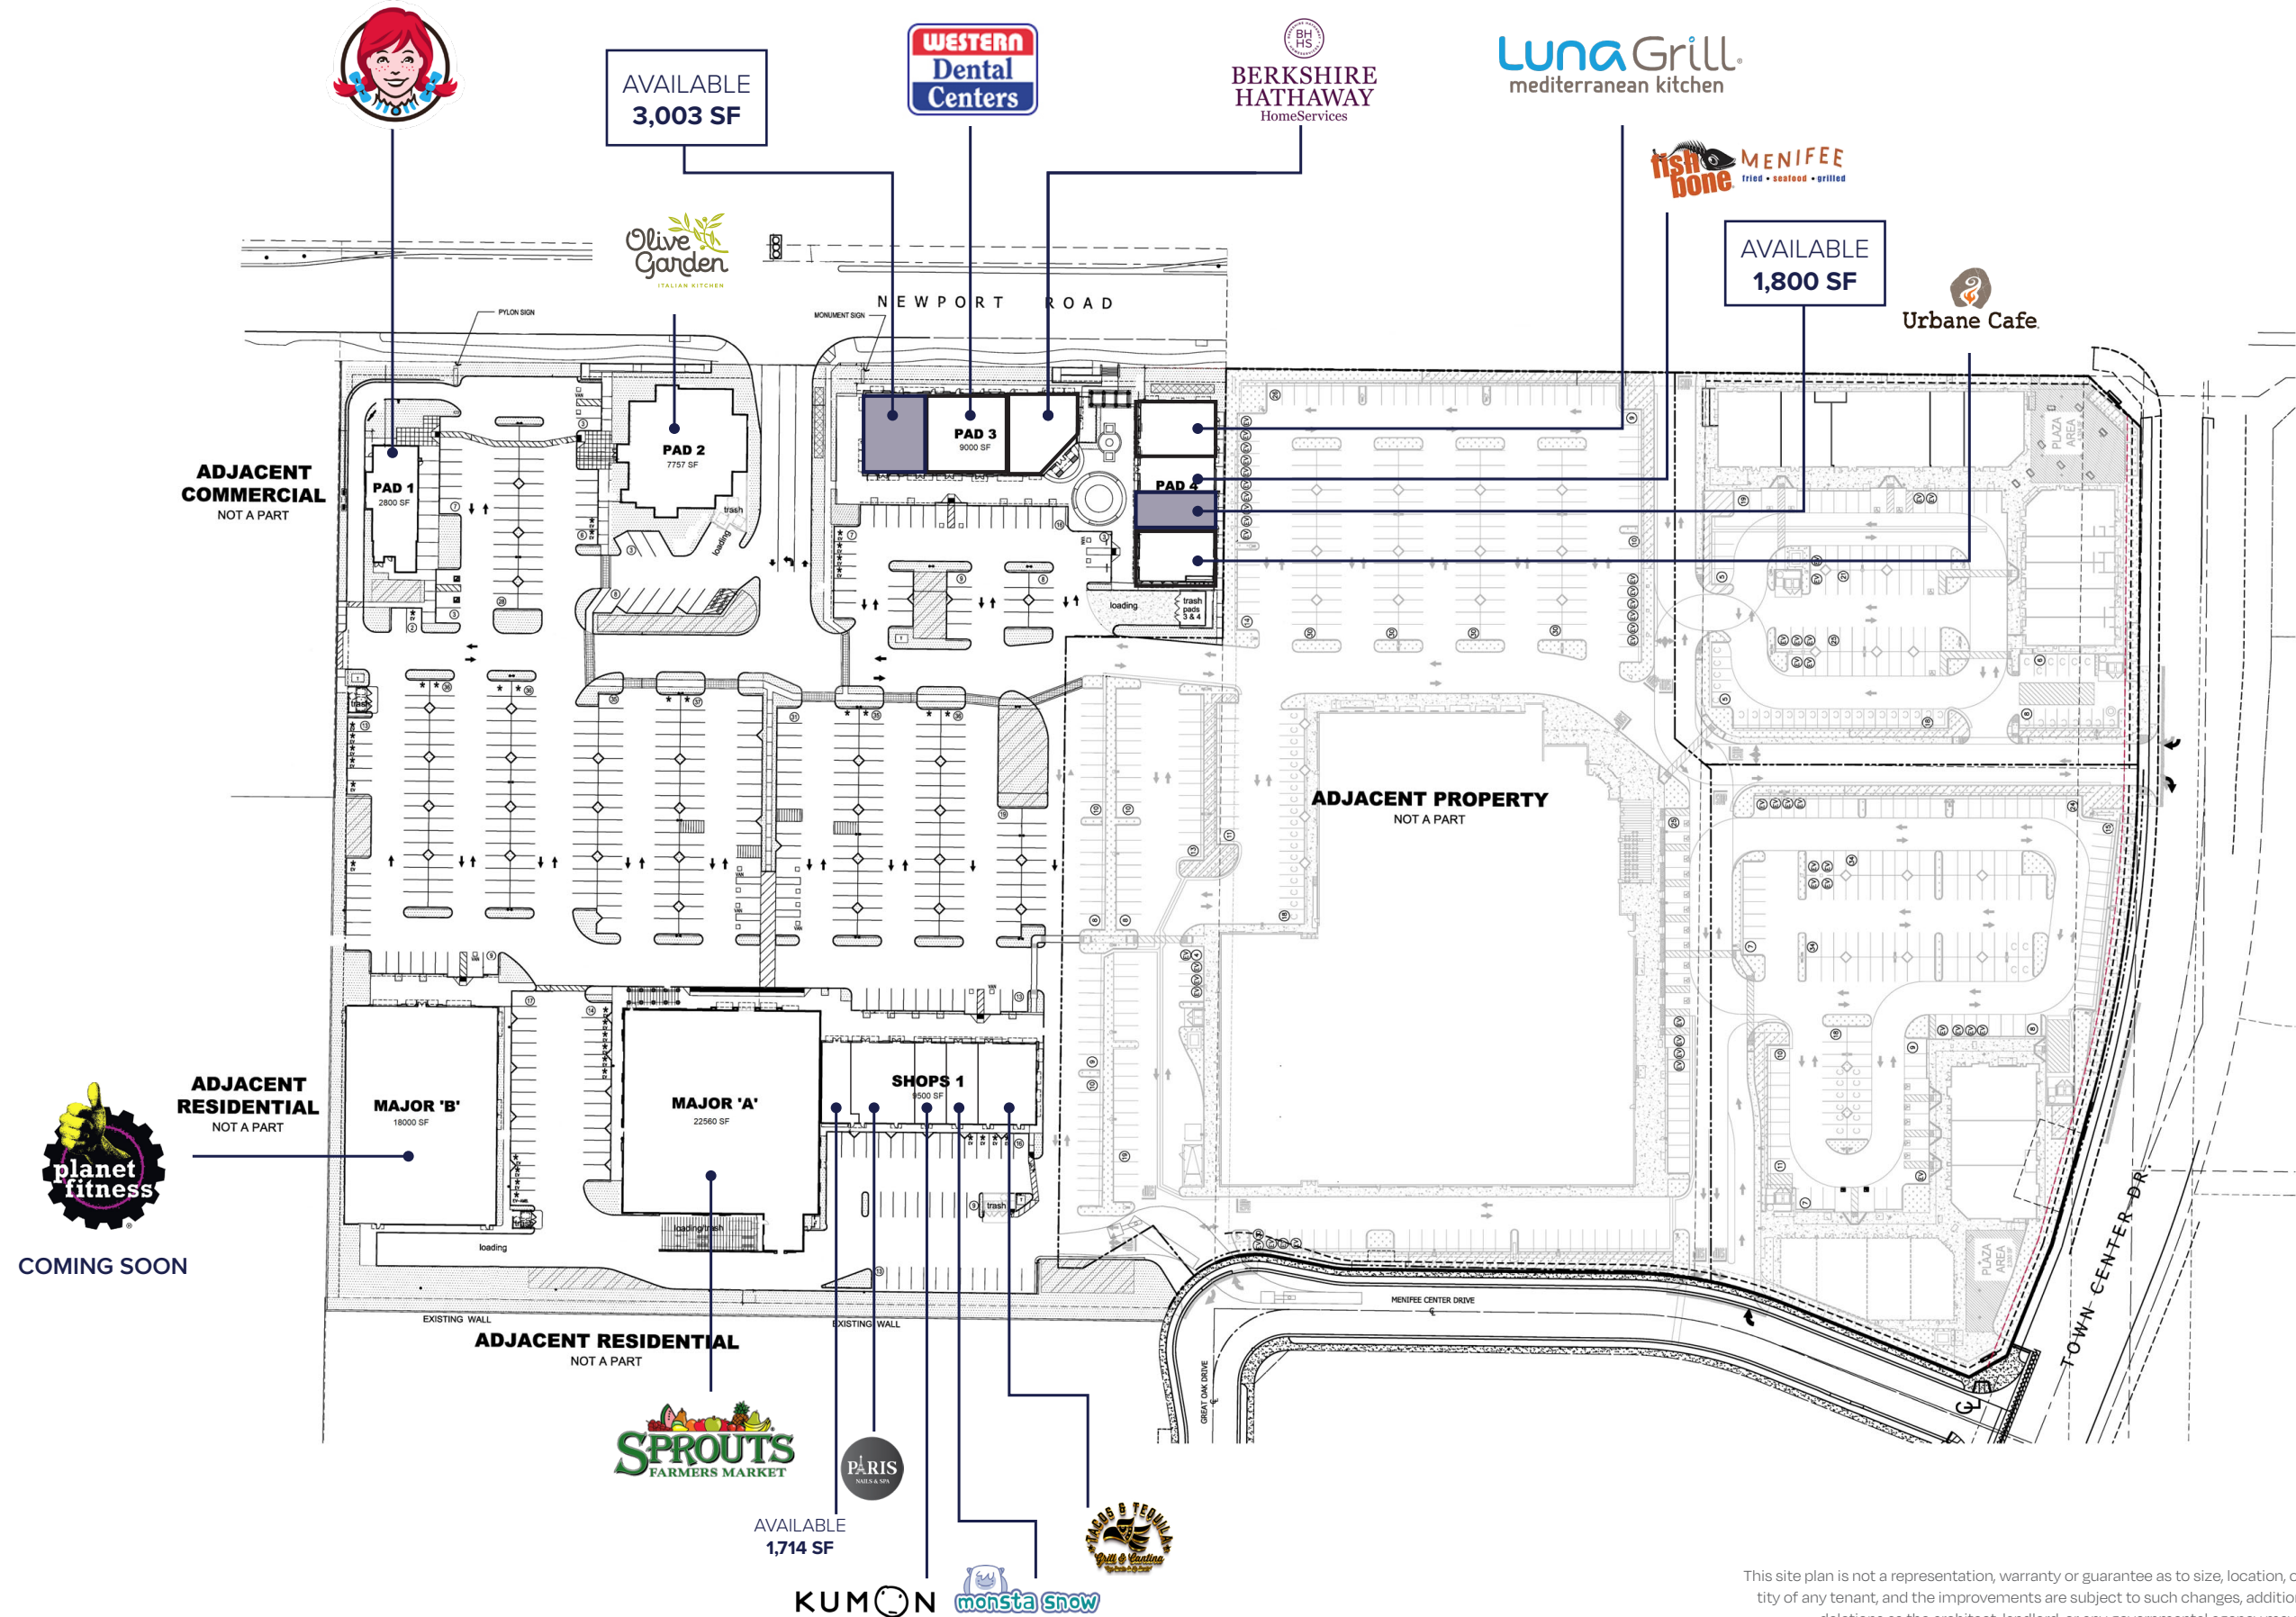 AVAILABLE
3,003 SF
WESTERN
Dental
Centers
BH
HS
BERKSHIRE
HATHAWAY
HomeServices
Luna Grill
mediterranean kitchen
fish
bone
MENIFEE
fried • seafood • grilled
AVAILABLE
1,800 SF
Urbane Cafe
Olive
Garden
ITALIAN KITCHEN
NEWPORT ROAD
PYLON SIGN
MONUMENT SIGN
ADJACENT
COMMERCIAL
NOT A PART
PAD 1
2800 SF
PAD 2
7757 SF
trash
loading
PAD 3
9000 SF
PAD 4
loading
trash
pads
3 & 4
PLAZA
AREA
trash
ADJACENT PROPERTY
NOT A PART
ADJACENT
RESIDENTIAL
NOT A PART
planet
fitness
COMING SOON
MAJOR 'B'
18000 SF
MAJOR 'A'
22560 SF
SHOPS 1
9500 SF
loading
loading/trash
trash
EXISTING WALL
EXISTING WALL
ADJACENT RESIDENTIAL
NOT A PART
MENIFEE CENTER DRIVE
GREAT OAK DRIVE
TOWN CENTER DR.
PLAZA
AREA
SPROUTS
FARMERS MARKET
PARIS
NAILS & SPA
AVAILABLE
1,714 SF
KUMON
monsta snow
TACOS & TEQUILA
Grill & Cantina
This site plan is not a representation, warranty or guarantee as to size, location,
tity of any tenant, and the improvements are subject to such changes,